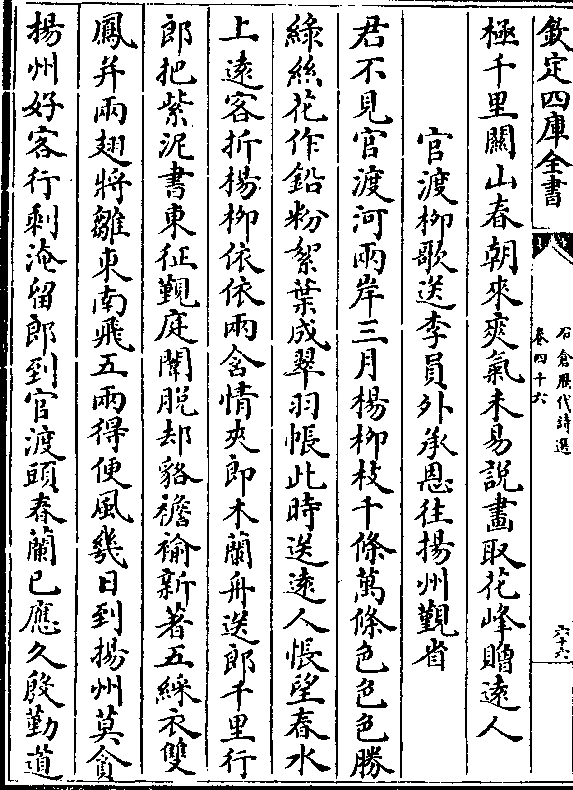 欽定四庫全書
石倉歷代詩選
卷四十六
六十六
極千里關山春朝來爽氣未易說畫取花峰贈遠人
官渡柳歌送李員外承恩往揚州覲省
君不見官渡河兩岸三月楊柳枝千條萬條色色色勝
綠絲花作鉛粉絮葉成翠羽帳此時送遠人悵望春水
上遠客折楊柳依依兩含情夾郎木蘭舟送郎千里行
郎把紫泥書東征覲庭闈脫却貂襜褕新著五綵衣雙
鳳并兩翅將雛東南飛五兩得便風幾日到揚州莫貪
揚州好客行剩淹留郎到官渡頭春蘭已應久殷勤道